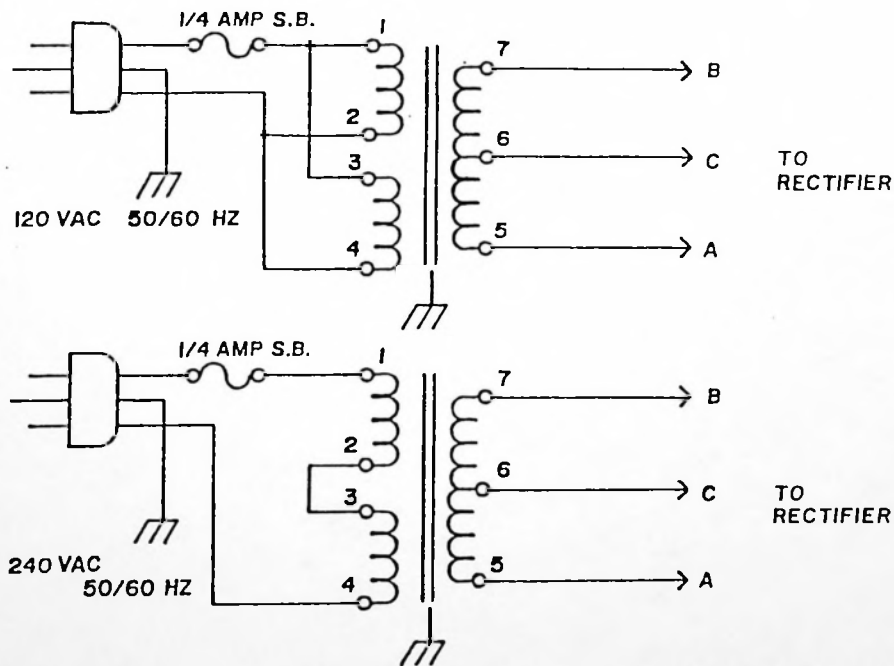 1/4 AMP S.B.
1
7
B
2
6
C
TO
RECTIFIER
3
120 VAC 50/60 HZ
4
5
A
1/4 AMP S.B.
1
7
B
2
6
C
TO
RECTIFIER
3
240 VAC
50/60 HZ
4
5
A